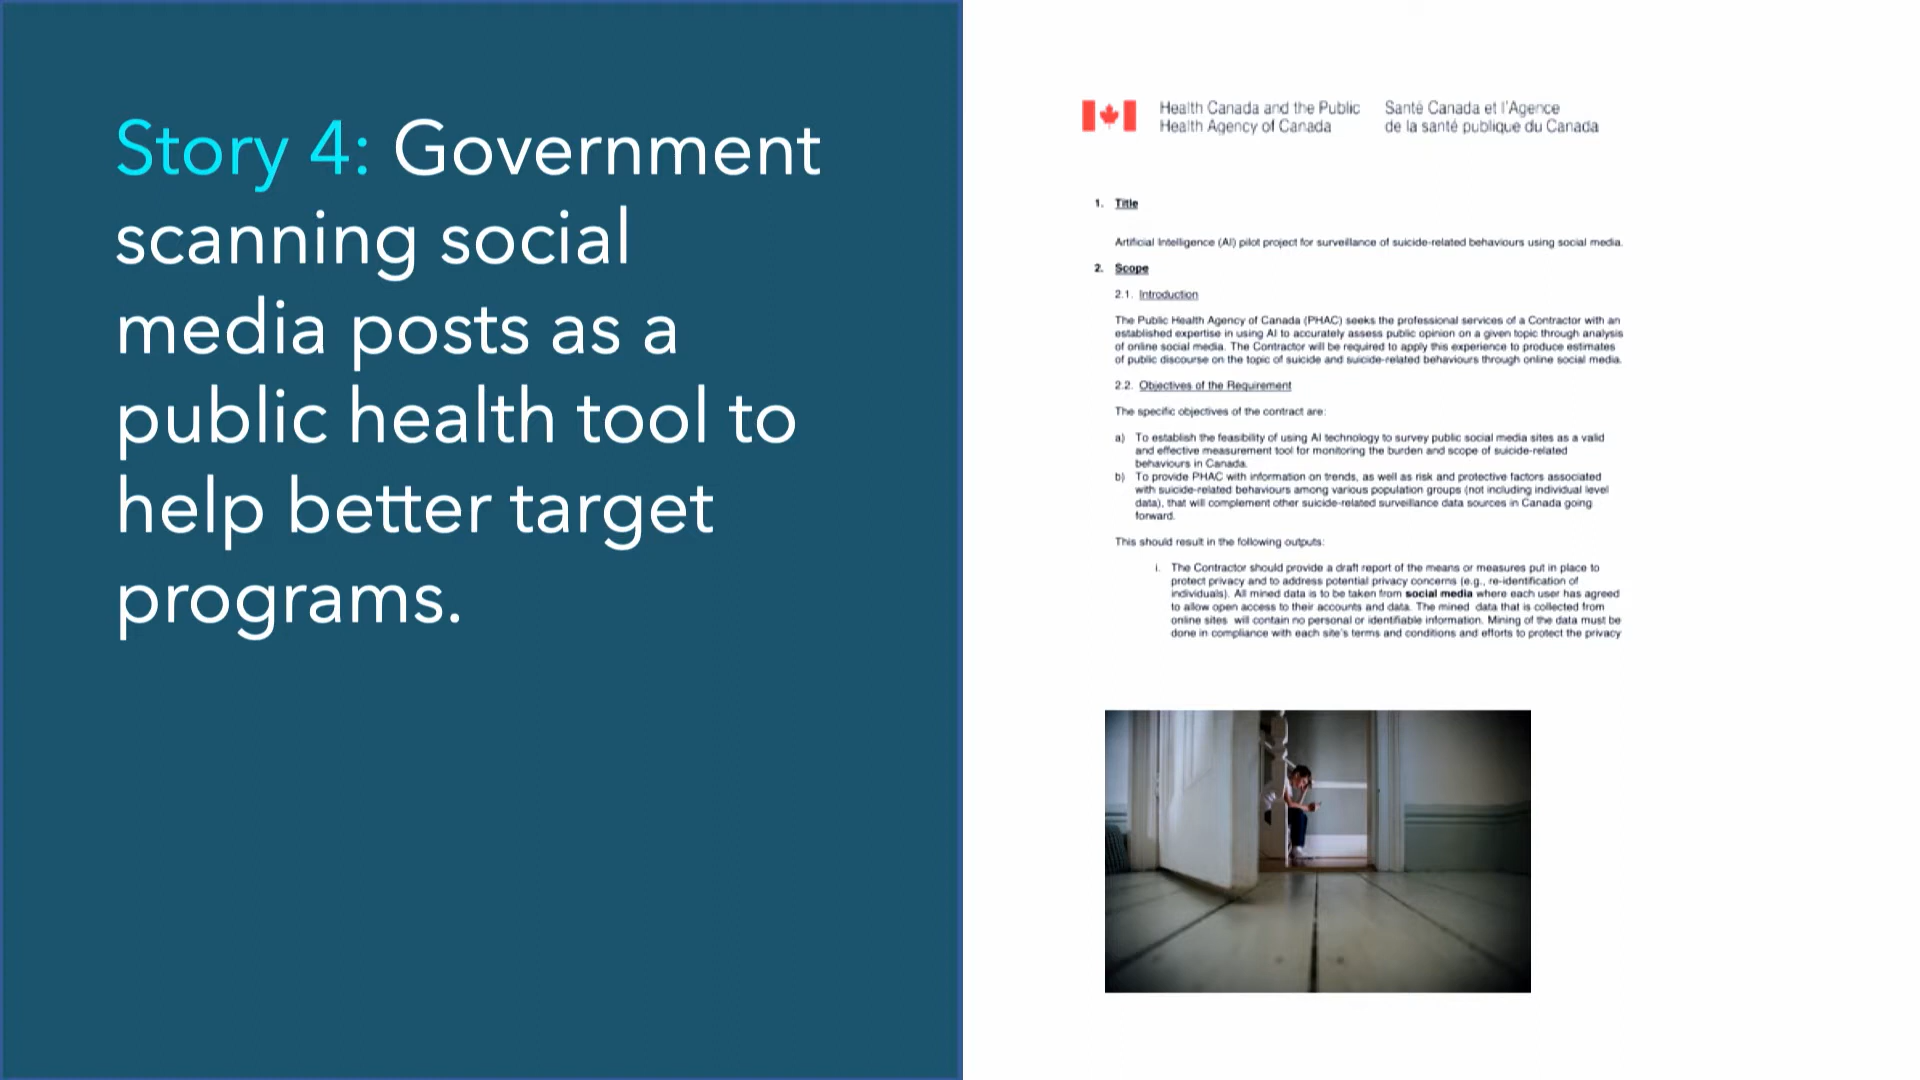 Story 4: Government
scanning social
media posts as a
public health tool to
help better target
programs.
Health Canada and the Public
Health Agency of Canada
Santé Canada et l'Agence
de la santé publique du Canada
1. Title
Artificial Intelligence (AI) pilot project for surveillance of suicide-related behaviours using social media.
2. Scope
2.1. Introduction
The Public Health Agency of Canada (PHAC) seeks the professional services of a Contractor with an
established expertise in using AI to accurately assess public opinion on a given topic through analysis
of online social media. The Contractor will be required to apply this experience to produce estimates
of public discourse on the topic of suicide and suicide-related behaviours through online social media.
2.2. Objectives of the Requirement
The specific objectives of the contract are:
a) To establish the feasibility of using AI technology to survey public social media sites as a valid
and effective measurement tool for monitoring the burden and scope of suicide-related
behaviours in Canada.
b) To provide PHAC with information on trends, as well as risk and protective factors associated
with suicide-related behaviours among various population groups (not including individual level
data), that will complement other suicide-related surveillance data sources in Canada going
forward.
This should result in the following outputs:
i. The Contractor should provide a draft report of the means or measures put in place to
protect privacy and to address potential privacy concerns (e.g., re-identification of
individuals). All mined data is to be taken from social media where each user has agreed
to allow open access to their accounts and data. The mined data that is collected from
online sites will contain no personal or identifiable information. Mining of the data must be
done in compliance with each site's terms and conditions and efforts to protect the privacy